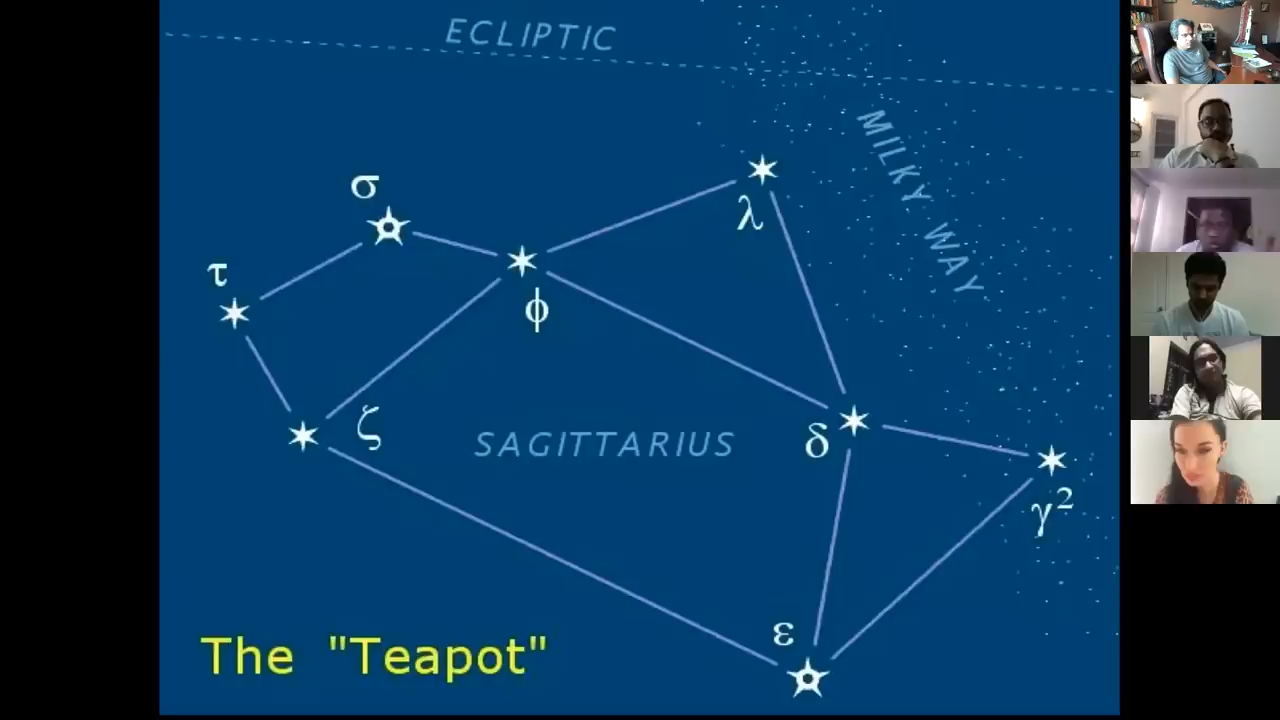 ECLIPTIC
MILKY WAY
σ
λ
τ
ϕ
ζ
SAGITTARIUS
δ
γ²
ε
The "Teapot"